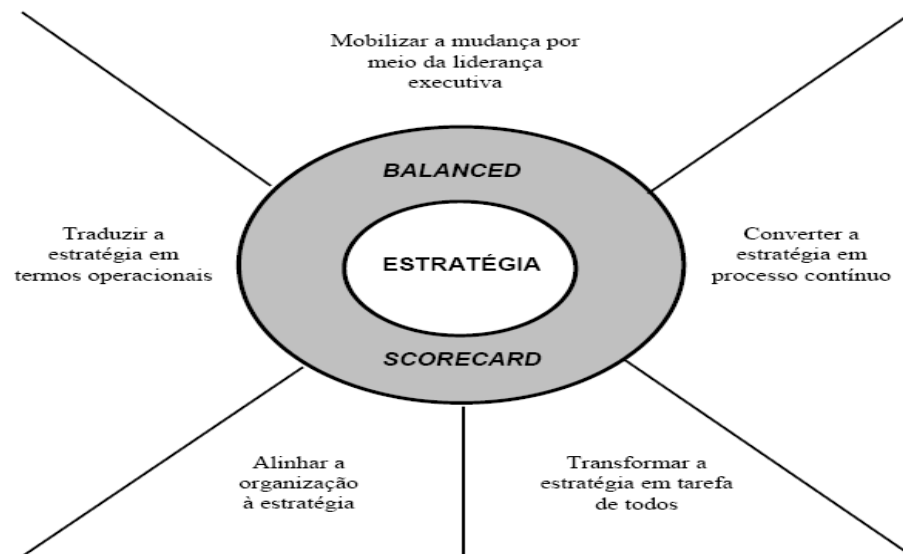 Mobilizar a mudança por
meio da liderança
executiva
BALANCED
Traduzir a
estratégia em
termos operacionais
ESTRATÉGIA
Converter a
estratégia em
processo contínuo
SCORECARD
Alinhar a
organização
à estratégia
Transformar a
estratégia em tarefa
de todos